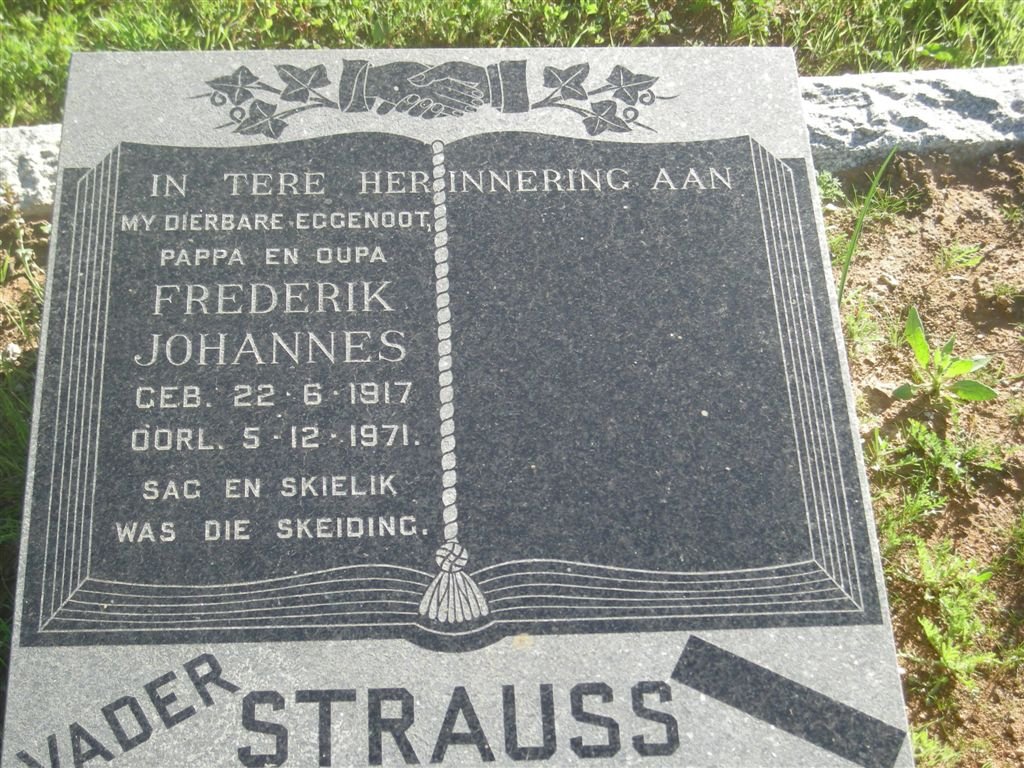 IN TERE HERINNERING AAN
MY DIERBARE EGGENOOT,
PAPPA EN OUPA
FREDERIK
JOHANNES
GEB. 22·6·1917
OORL. 5·12·1971.
SAG EN SKIELIK
WAS DIE SKEIDING.
VADER
STRAUSS